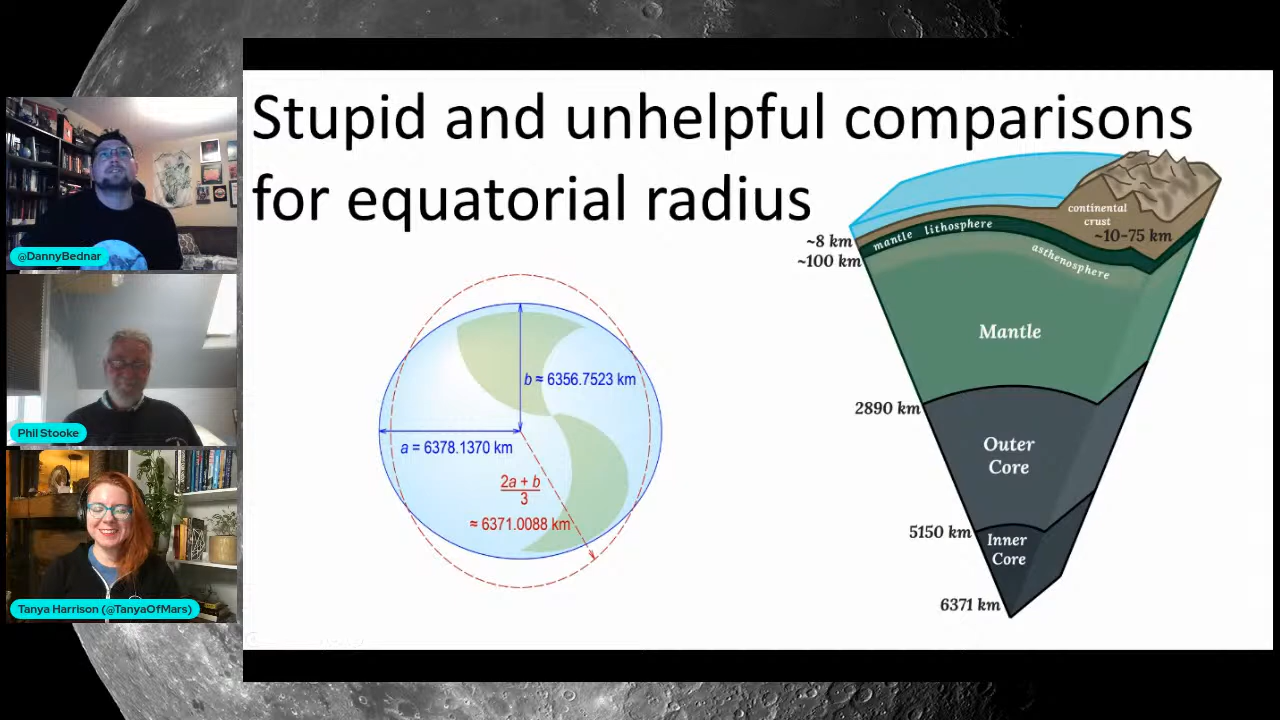 Stupid and unhelpful comparisons
for equatorial radius
@DannyBednar
Phil Stooke
Tanya Harrison (@TanyaOfMars)
b ≈ 6356.7523 km
a = 6378.1370 km
2a + b
3
≈ 6371.0088 km
continental
crust
~10-75 km
~8 km
mantle lithosphere
~100 km
asthenosphere
Mantle
2890 km
Outer
Core
5150 km
Inner
Core
6371 km